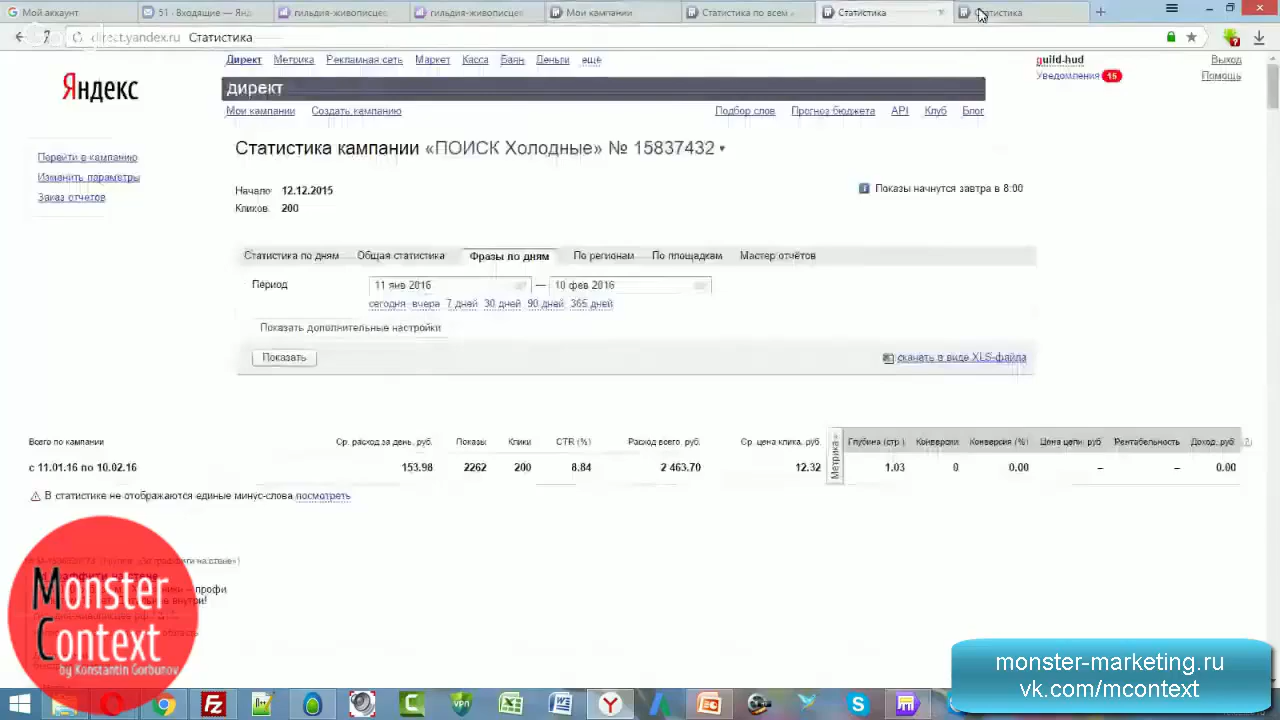 Мой аккаунт
51 · Входящие — Янд
гильдия-живописцев
гильдия-живописцев
Мои кампании
Статистика по всем
Статистика
Статистика
direct.yandex.ru Статистика
Директ Метрика Рекламная сеть Маркет Касса Баян Деньги ещё
guild-hud
Уведомления 15
Выход
Помощь
Яндекс
директ
Мои кампании Создать кампанию Подбор слов Прогноз бюджета API Клуб Блог
Статистика кампании «ПОИСК Холодные» № 15837432
Перейти в кампанию
Изменить параметры
Заказ отчетов
Начало: 12.12.2015
Кликов: 200
Показы начнутся завтра в 8:00
Статистика по дням Общая статистика Фразы по дням По регионам По площадкам Мастер отчётов
Период 11 янв 2016 — 10 фев 2016
сегодня вчера 7 дней 30 дней 90 дней 365 дней
Показать дополнительные настройки
Показать
скачать в виде XLS-файла
Всего по кампании Ср. расход за день, руб. Показы Клики CTR (%) Расход всего, руб. Ср. цена клика, руб. Метрика Глубина (стр.) Конверсии Конверсия (%) Цена цели, руб. Рентабельность Доход, руб.
с 11.01.16 по 10.02.16 153.98 2262 200 8.84 2 463.70 12.32 1.03 0 0.00 – – 0.00
В статистике не отображаются единые минус-слова посмотреть
– профи
Monster
Context
by Konstantin Gorbunov
monster-marketing.ru
vk.com/mcontext